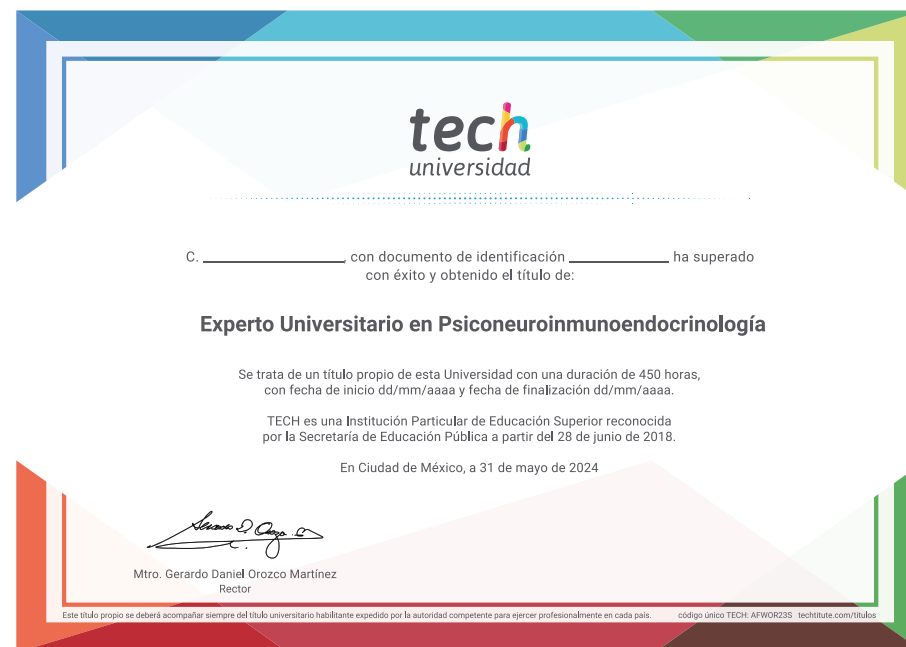 tech
universidad
C. ____________, con documento de identificación ____________ ha superado
con éxito y obtenido el título de:
Experto Universitario en Psiconeuroinmunoendocrinología
Se trata de un título propio de esta Universidad con una duración de 450 horas,
con fecha de inicio dd/mm/aaaa y fecha de finalización dd/mm/aaaa.
TECH es una Institución Particular de Educación Superior reconocida
por la Secretaría de Educación Pública a partir del 28 de junio de 2018.
En Ciudad de México, a 31 de mayo de 2024
Mtro. Gerardo Daniel Orozco Martínez
Rector
Este título propio se deberá acompañar siempre del título universitario habilitante expedido por la autoridad competente para ejercer profesionalmente en cada país. código único TECH: AFWOR23S techtitute.com/titulos